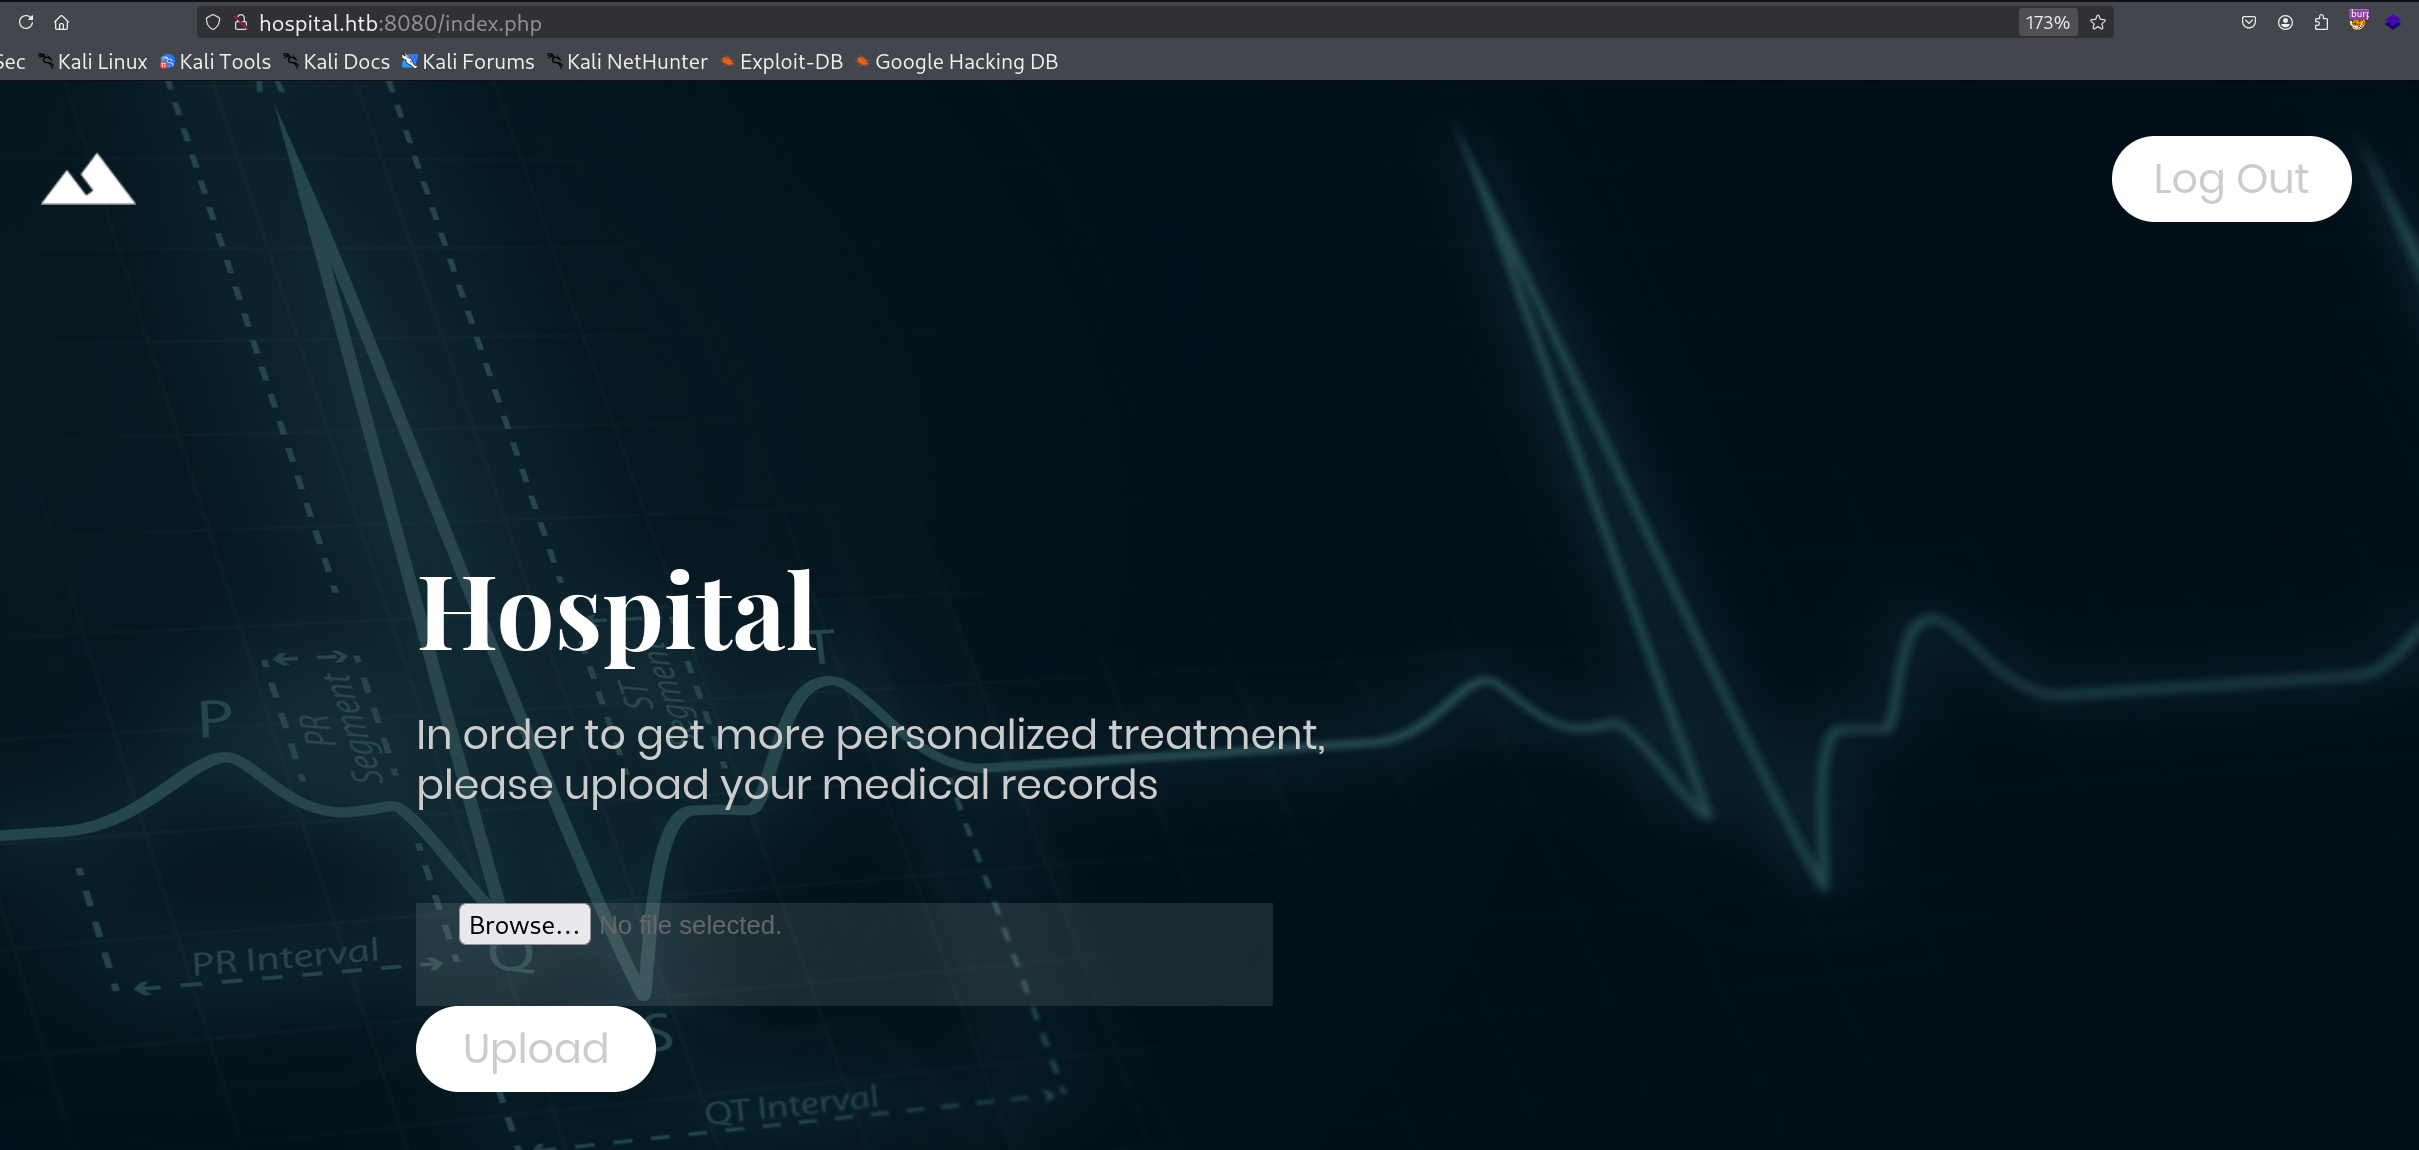 hospital.htb:8080/index.php
173%
Sec Kali Linux Kali Tools Kali Docs Kali Forums Kali NetHunter Exploit-DB Google Hacking DB
Log Out
Hospital
In order to get more personalized treatment,
please upload your medical records
P
PR
Segment
ST
T
Browse... No file selected.
PR Interval
Q
Upload
S
QT Interval